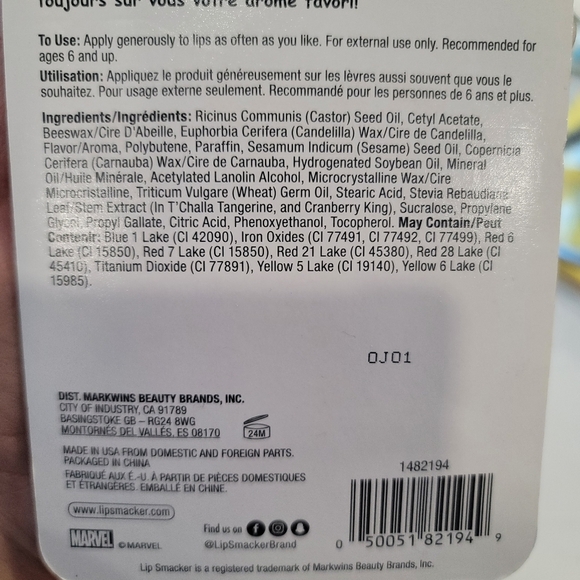 toujours sur vous votre arôme favori!
To Use: Apply generously to lips as often as you like. For external use only. Recommended for
ages 6 and up.
Utilisation: Appliquez le produit généreusement sur les lèvres aussi souvent que vous le
souhaitez. Pour usage externe seulement. Recommandé pour les personnes de 6 ans et plus.
Ingredients/Ingrédients: Ricinus Communis (Castor) Seed Oil, Cetyl Acetate,
Beeswax/Cire D'Abeille, Euphorbia Cerifera (Candelilla) Wax/Cire de Candelilla,
Flavor/Aroma, Polybutene, Paraffin, Sesamum Indicum (Sesame) Seed Oil, Copernicia
Cerifera (Carnauba) Wax/Cire de Carnauba, Hydrogenated Soybean Oil, Mineral
Oil/Huile Minérale, Acetylated Lanolin Alcohol, Microcrystalline Wax/Cire
Microcristalline, Triticum Vulgare (Wheat) Germ Oil, Stearic Acid, Stevia Rebaudiana
Leaf/Stem Extract (In T'Challa Tangerine, and Cranberry King), Sucralose, Propylene
Glycol, Propyl Gallate, Citric Acid, Phenoxyethanol, Tocopherol. May Contain/Peut
Contenir: Blue 1 Lake (CI 42090), Iron Oxides (CI 77491, CI 77492, CI 77499), Red 6
Lake (CI 15850), Red 7 Lake (CI 15850), Red 21 Lake (CI 45380), Red 28 Lake (CI
45410), Titanium Dioxide (CI 77891), Yellow 5 Lake (CI 19140), Yellow 6 Lake (CI
15985).
0J01
DIST. MARKWINS BEAUTY BRANDS, INC.
CITY OF INDUSTRY, CA 91789
BASINGSTOKE GB - RG24 8WG
MONTORNÉS DEL VALLÉS, ES 08170
24M
MADE IN USA FROM DOMESTIC AND FOREIGN PARTS.
PACKAGED IN CHINA
FABRIQUÉ AUX É.-U. À PARTIR DE PIÈCES DOMESTIQUES
ET ÉTRANGÈRES. EMBALLÉ EN CHINE.
www.lipsmacker.com
MARVEL © MARVEL
Find us on
@LipSmackerBrand
1482194
0 50051 82194 9
Lip Smacker is a registered trademark of Markwins Beauty Brands, Inc.